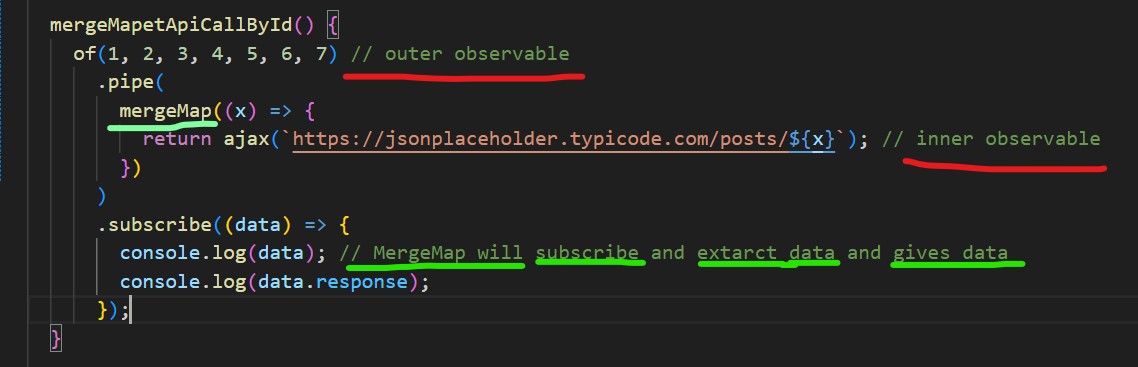 mergeMapetApiCallById() {
of(1, 2, 3, 4, 5, 6, 7) // outer observable
.pipe(
mergeMap((x) => {
return ajax(`https://jsonplaceholder.typicode.com/posts/${x}`); // inner observable
})
)
.subscribe((data) => {
console.log(data); // MergeMap will subscribe and extarct data and gives data
console.log(data.response);
});
}